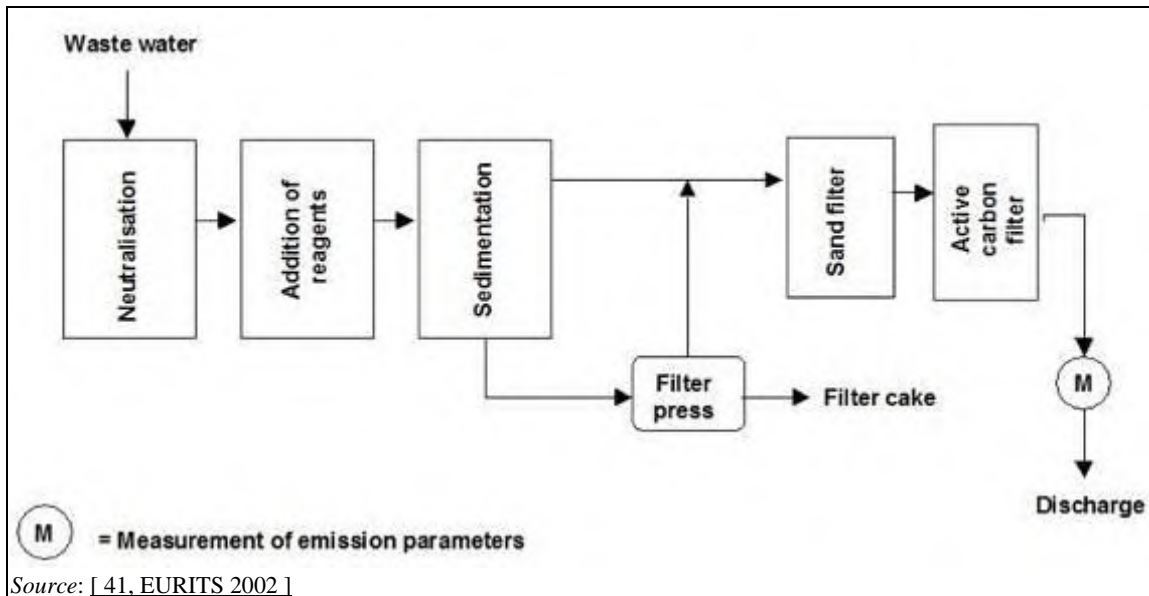 Waste water
Neutralisation
Addition of
reagents
Sedimentation
Sand filter
Active
carbon
filter
Filter
press
Filter cake
M
Discharge
M = Measurement of emission parameters
Source: [ 41, EURITS 2002 ]